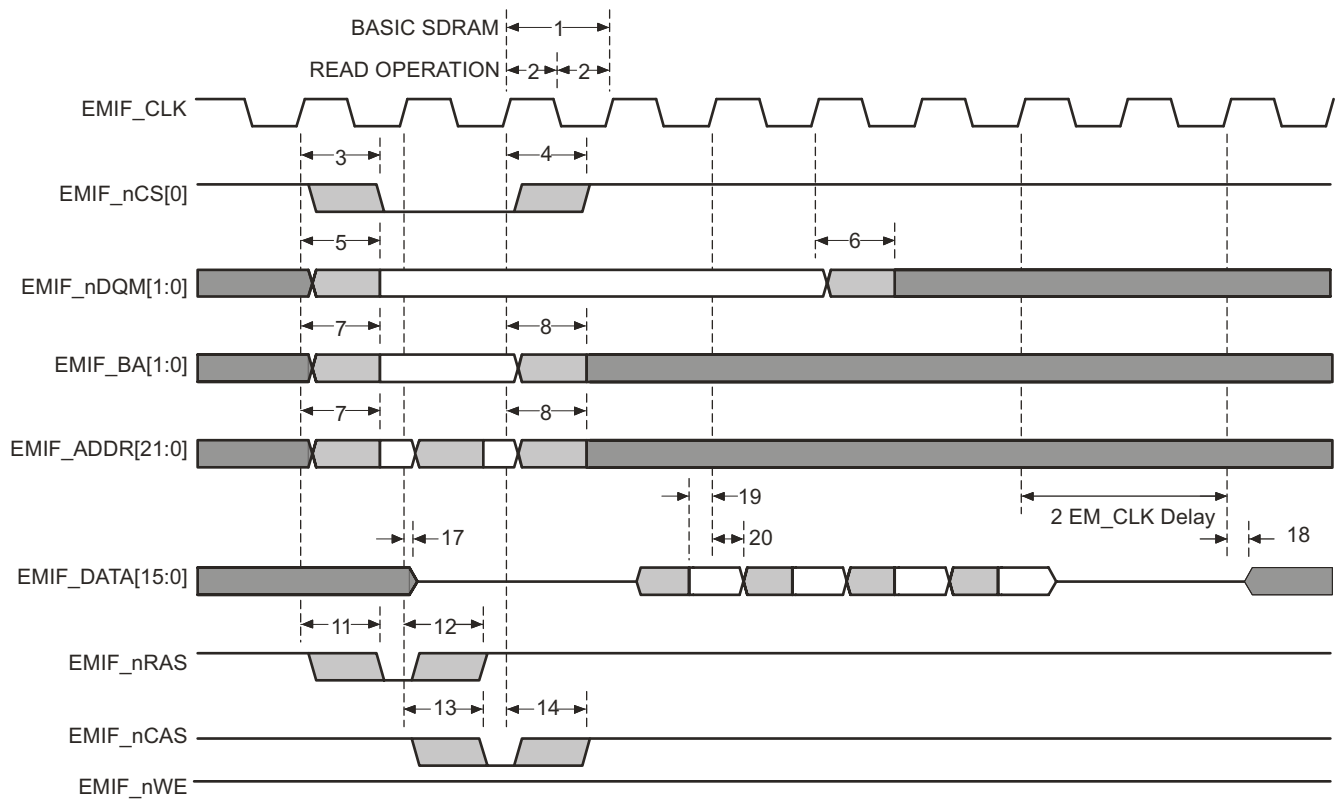 BASIC SDRAM 1
READ OPERATION 2 2
EMIF_CLK
3 4
EMIF_nCS[0]
5 6
EMIF_nDQM[1:0]
7 8
EMIF_BA[1:0]
7 8
EMIF_ADDR[21:0]
19
2 EM_CLK Delay
17 20 18
EMIF_DATA[15:0]
11 12
EMIF_nRAS
13 14
EMIF_nCAS
EMIF_nWE